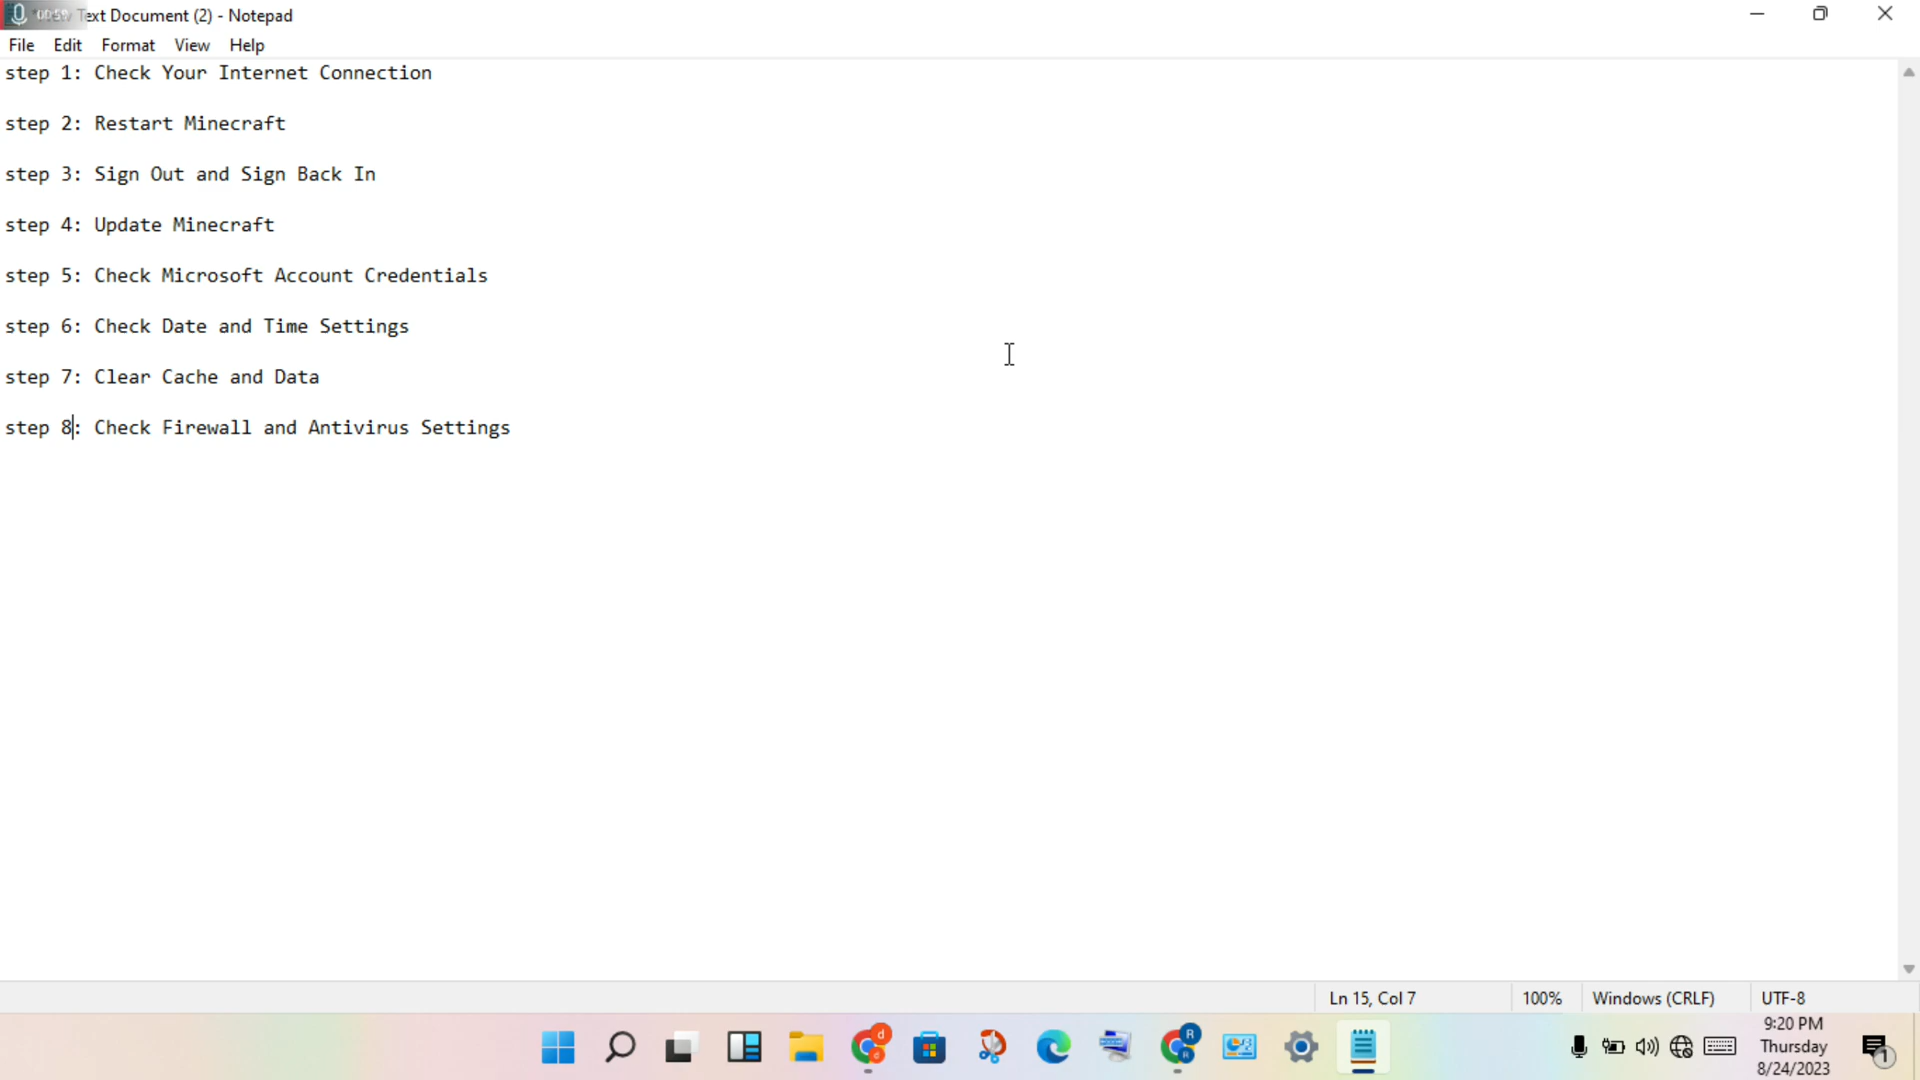 Text Document (2) - Notepad
File Edit Format View Help
step 1: Check Your Internet Connection
step 2: Restart Minecraft
step 3: Sign Out and Sign Back In
step 4: Update Minecraft
step 5: Check Microsoft Account Credentials
step 6: Check Date and Time Settings
step 7: Clear Cache and Data
step 8: Check Firewall and Antivirus Settings
Ln 15, Col 7 100% Windows (CRLF) UTF-8
9:20 PM
Thursday
8/24/2023
1